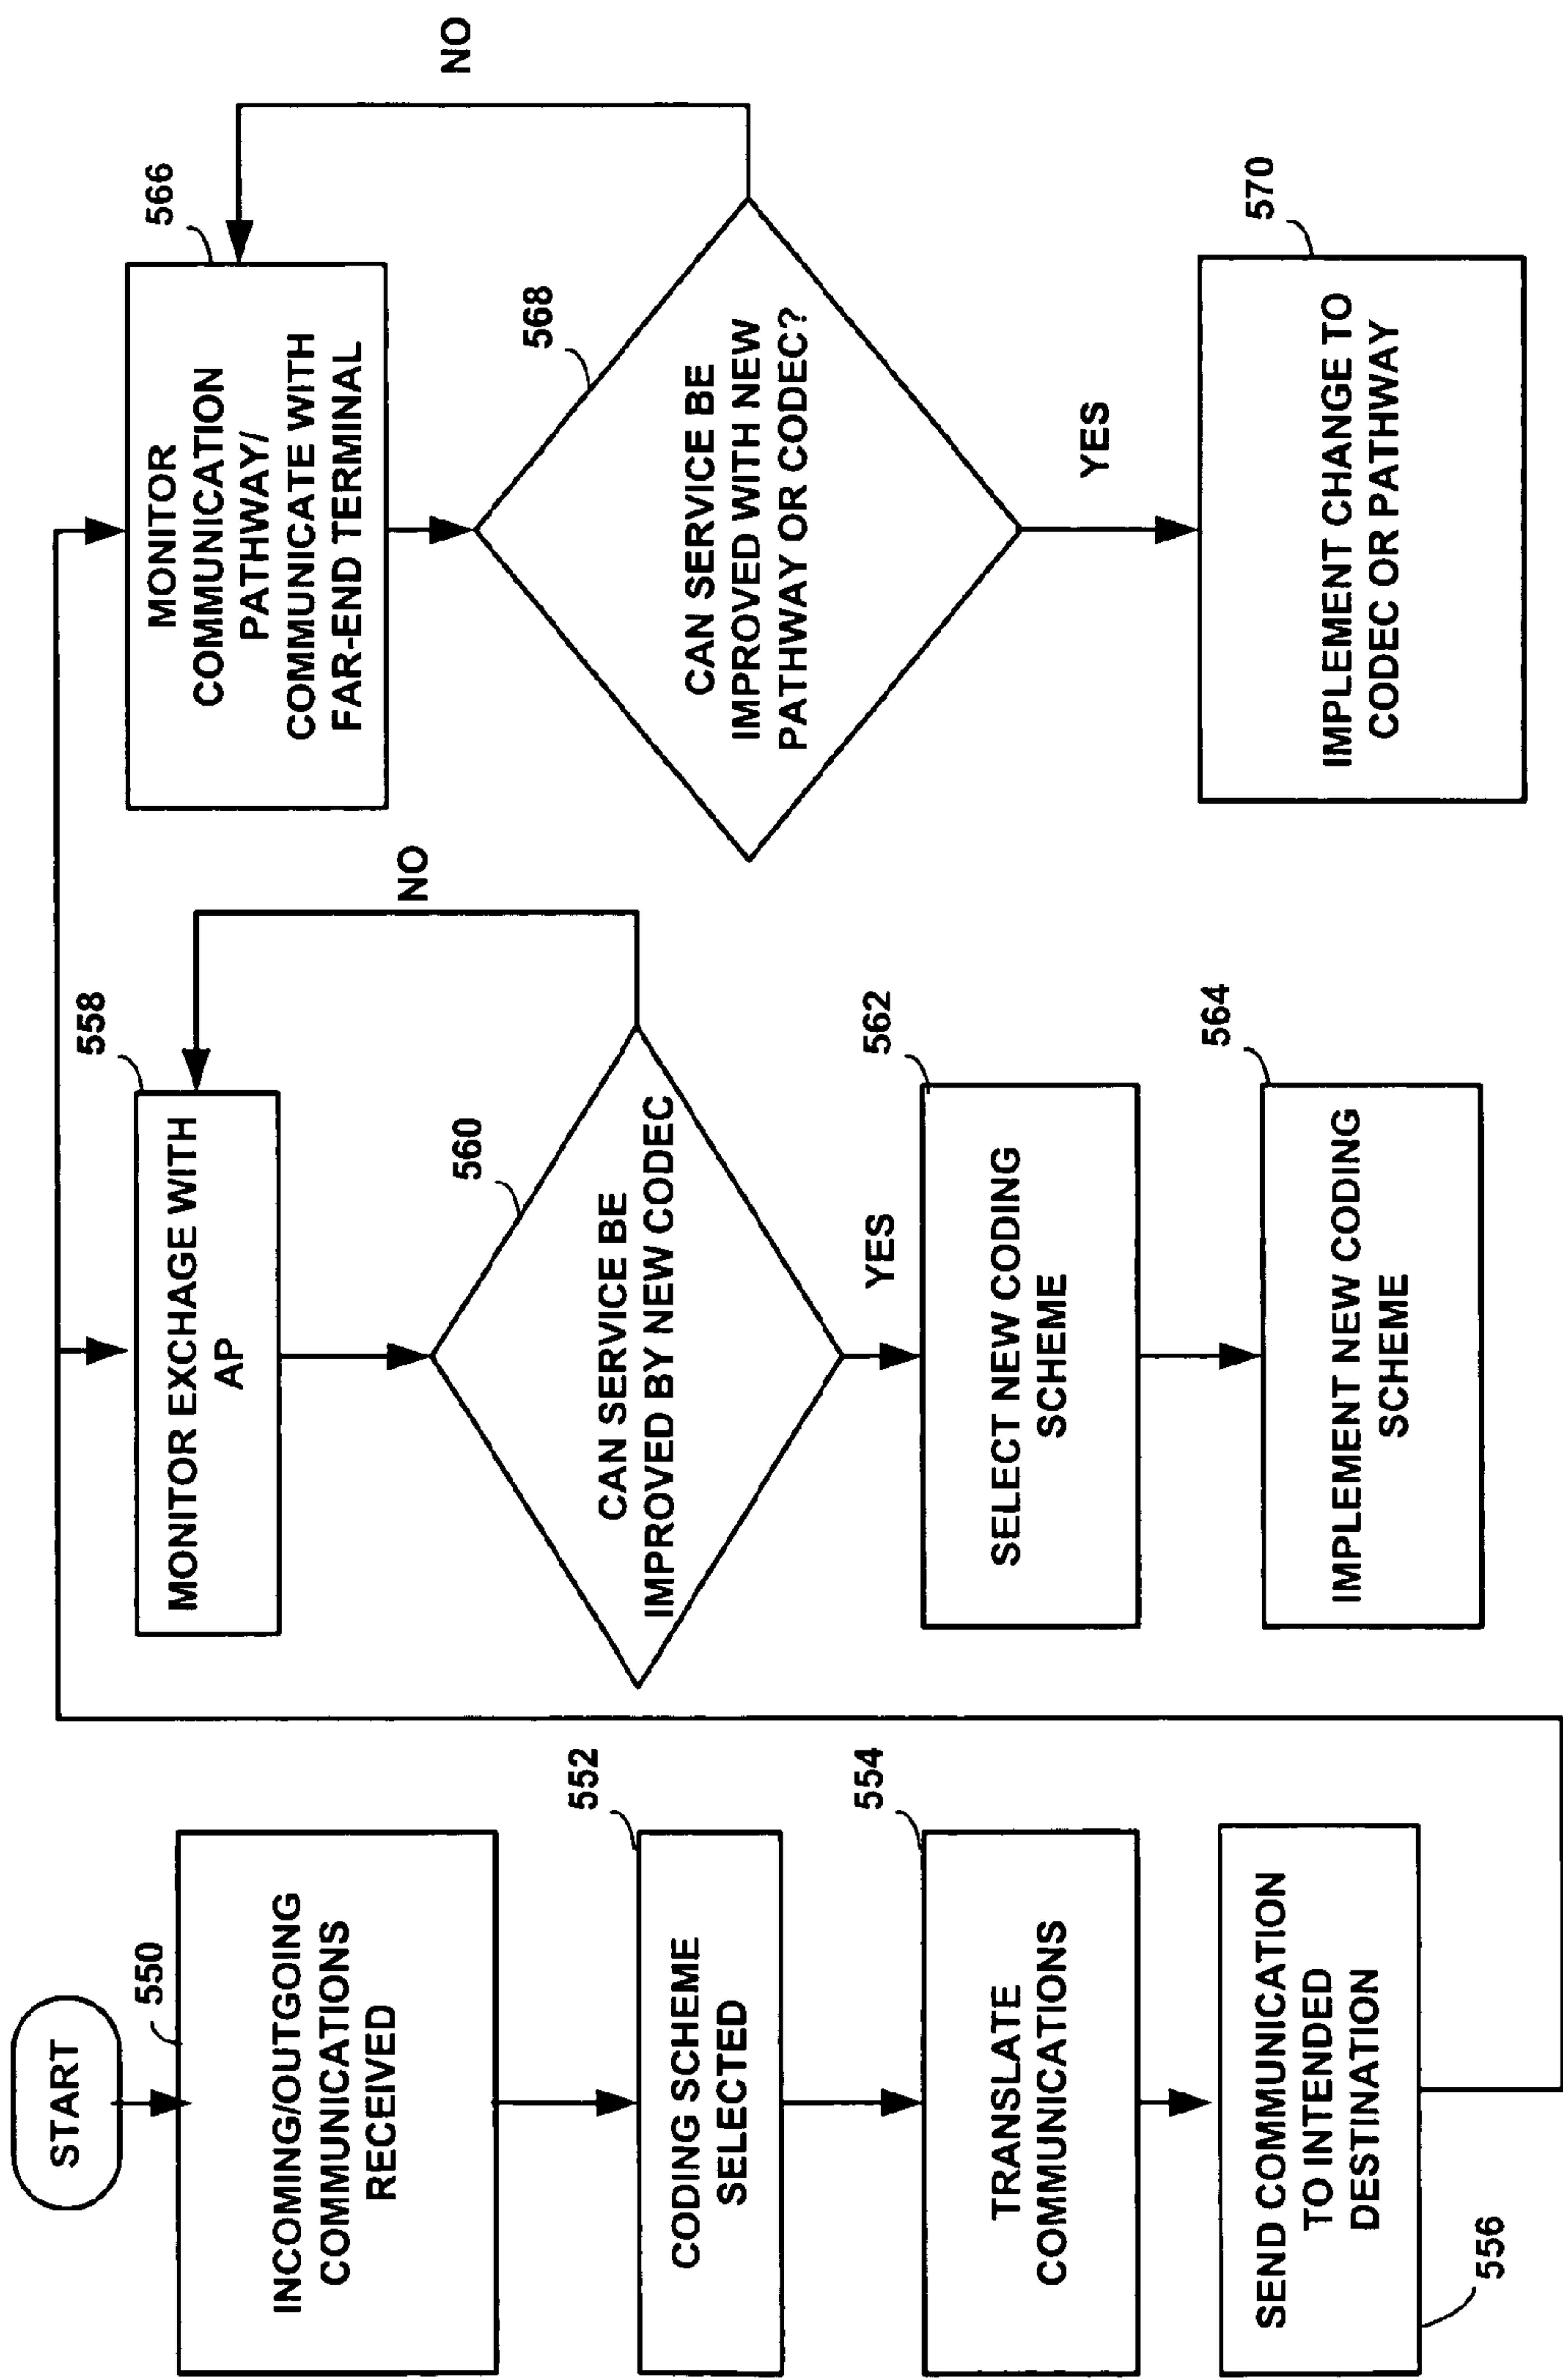 START
550
INCOMING/OUTGOING
COMMUNICATIONS
RECEIVED
552
CODING SCHEME
SELECTED
554
TRANSLATE
COMMUNICATIONS
SEND COMMUNICATION
TO INTENDED
DESTINATION
556
558
MONITOR EXCHAGE WITH
AP
NO
560
CAN SERVICE BE
IMPROVED BY NEW CODEC
YES
562
SELECT NEW CODING
SCHEME
564
IMPLEMENT NEW CODING
SCHEME
566
MONITOR
COMMUNICATION
PATHWAY/
COMMUNICATE WITH
FAR-END TERMINAL
NO
568
CAN SERVICE BE
IMPROVED WITH NEW
PATHWAY OR CODEC?
YES
570
IMPLEMENT CHANGE TO
CODEC OR PATHWAY